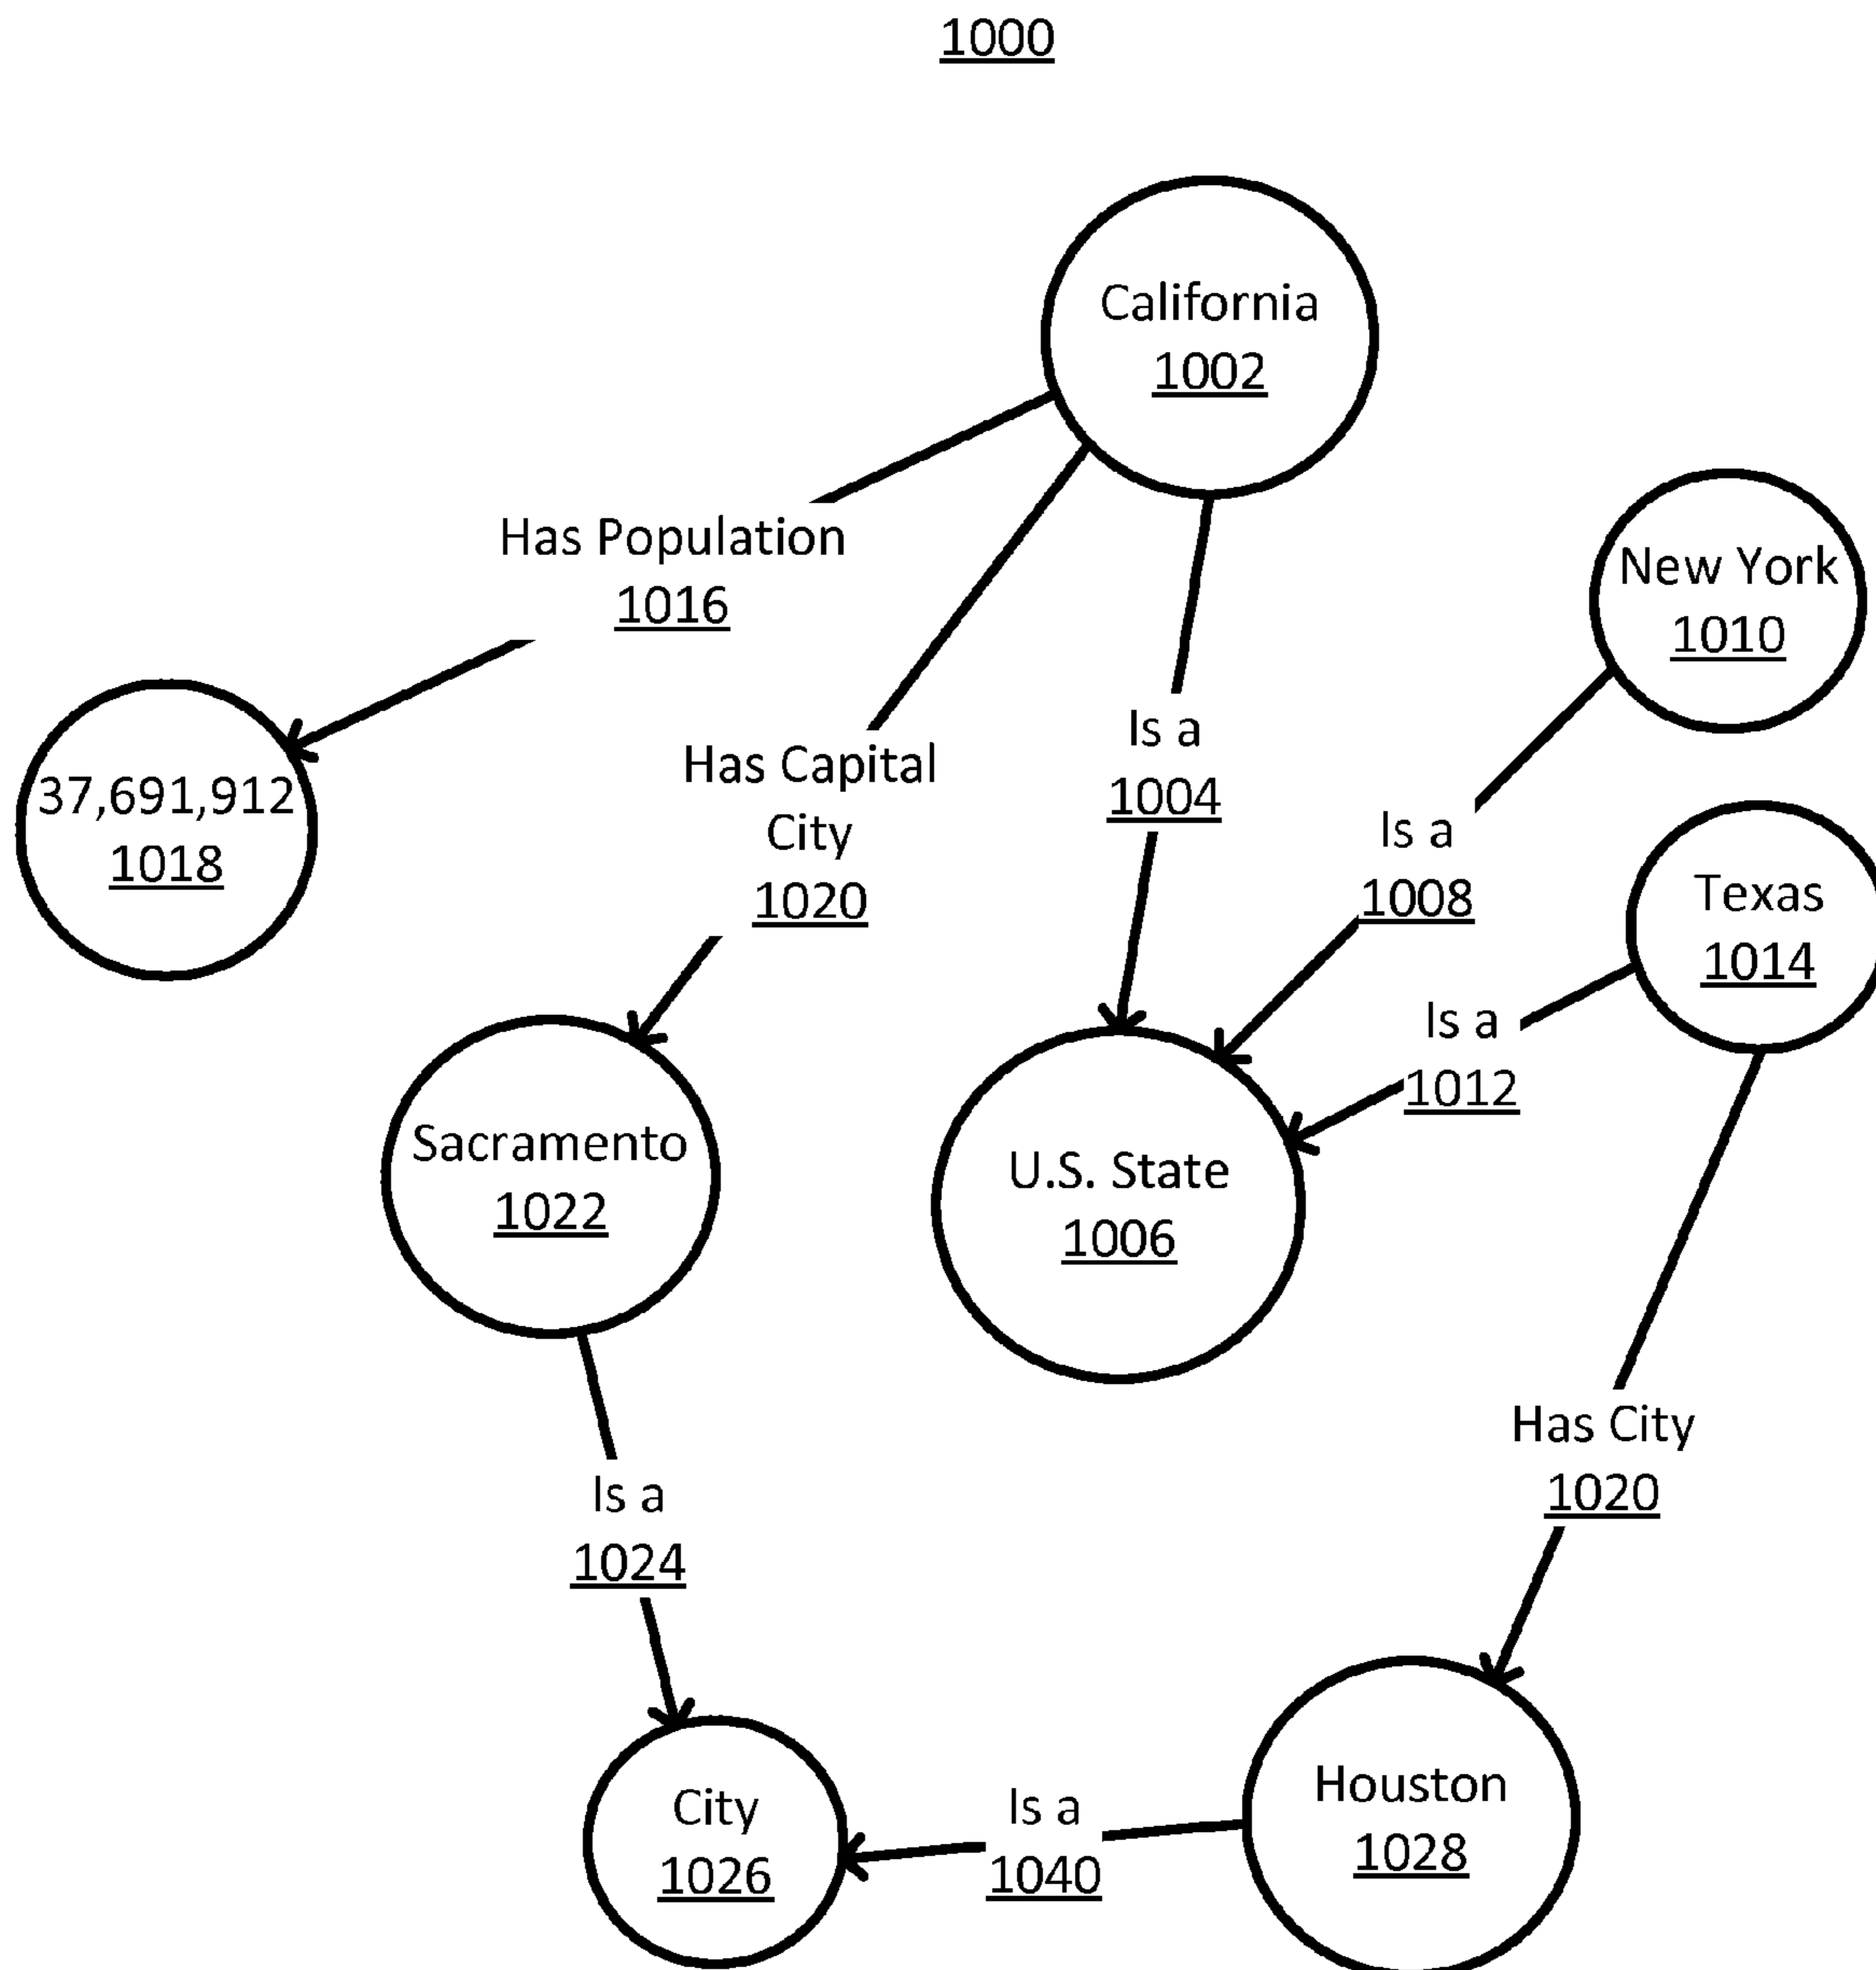 1000
California
1002
Has Population
1016
New York
1010
Has Capital
City
1020
Is a
1004
37,691,912
1018
Is a
1008
Texas
1014
Is a
1012
Sacramento
1022
U.S. State
1006
Has City
1020
Is a
1024
City
1026
Is a
1040
Houston
1028